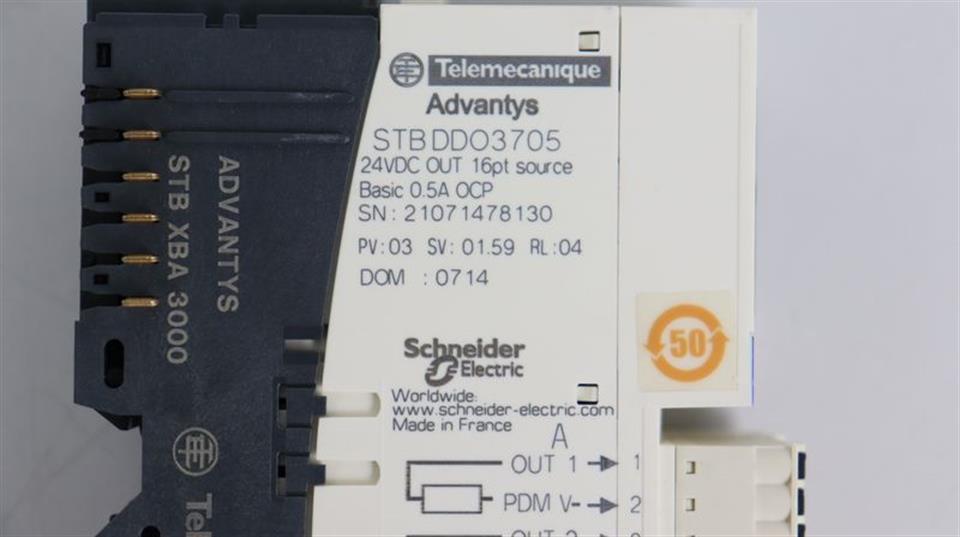 Telemecanique
Advantys
STBDDO3705
24VDC OUT 16pt source
Basic 0.5A OCP
SN: 21071478130
PV:03 SV: 01.59 RL:04
DOM : 0714
ADVANTYS
STB XBA 3000
50
Schneider
Electric
Worldwide:
www.schneider-electric.com
Made in France
A
OUT 1 1
PDM V- 2
Tel